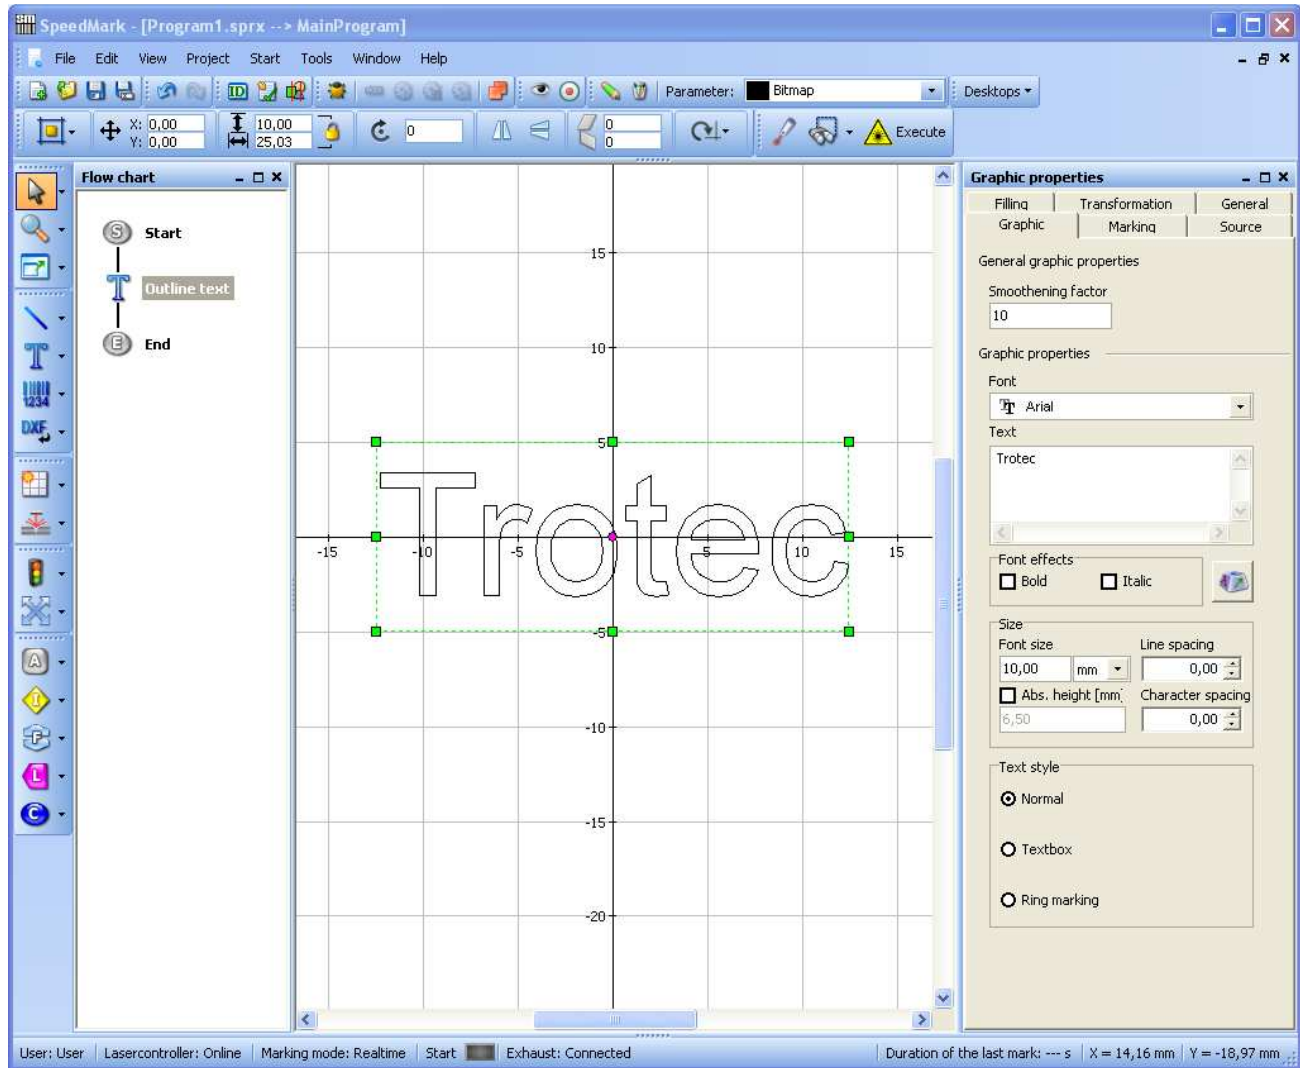 SpeedMark - [Program1.sprx --> MainProgram]
File Edit View Project Start Tools Window Help
ID Parameter: Bitmap Desktops
X: 0,00 10,00 0 0 Execute
Y: 0,00 25,03 0
Flow chart
S Start
T Outline text
E End
1234
DXF
A
I
F
L
C
15
10
5
-15 -10 -5 5 10 15
-5
-10
-15
-20
Trotec
Graphic properties
Filling Transformation General
Graphic Marking Source
General graphic properties
Smoothening factor
10
Graphic properties
Font
Arial
Text
Trotec
Font effects
Bold Italic
Size
Font size Line spacing
10,00 mm 0,00
Abs. height [mm] Character spacing
6,50 0,00
Text style
Normal
Textbox
Ring marking
User: User Lasercontroller: Online Marking mode: Realtime Start Exhaust: Connected Duration of the last mark: --- s X = 14,16 mm Y = -18,97 mm